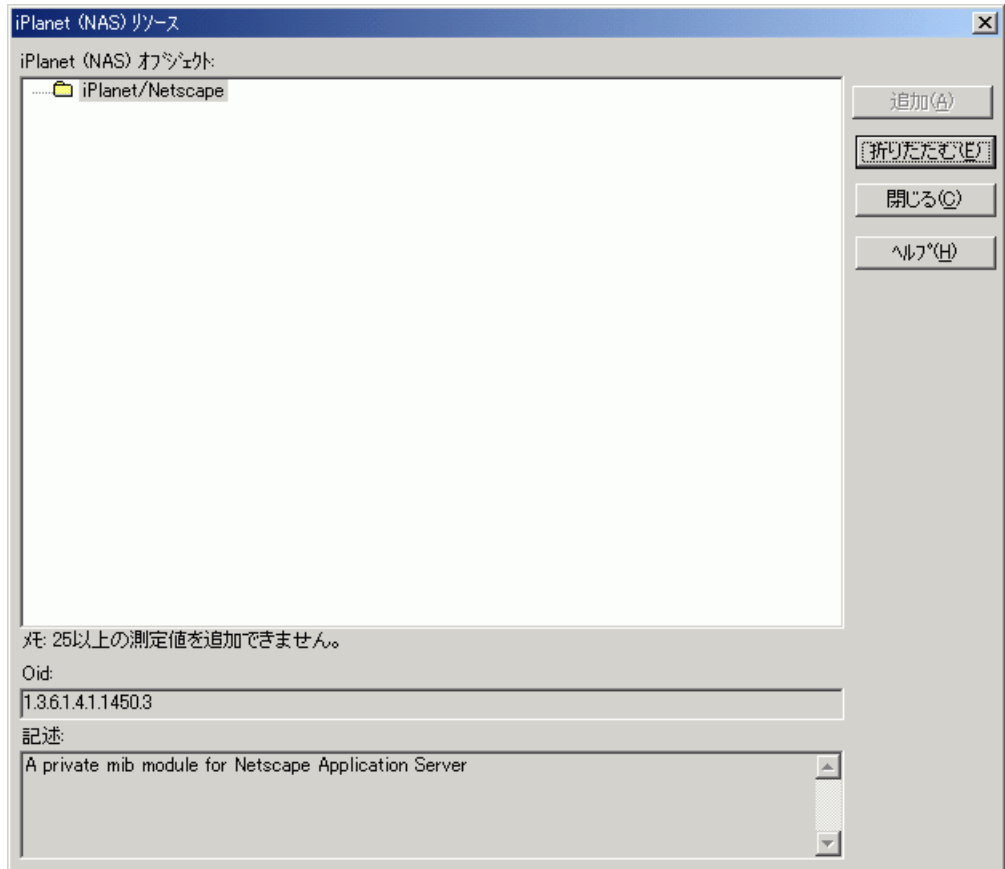 iPlanet (NAS) リソース
iPlanet (NAS) オブジェクト:
iPlanet/Netscape
追加(A)
折りたたむ(E)
閉じる(C)
ヘルプ(H)
メモ: 25以上の測定値を追加できません。
Oid:
1.3.6.1.4.1.1450.3
記述:
A private mib module for Netscape Application Server